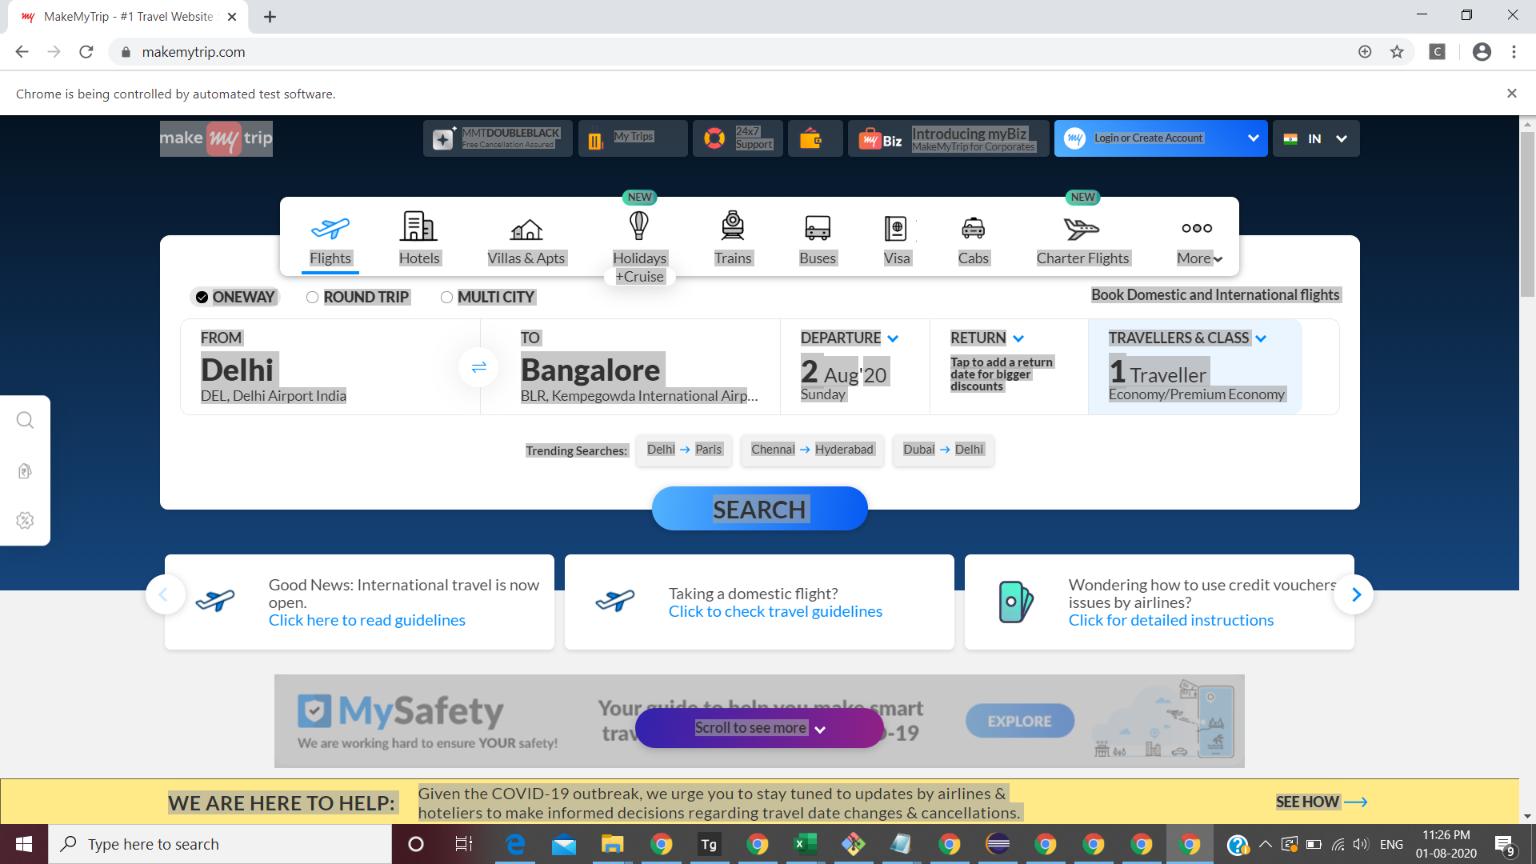 MakeMyTrip - #1 Travel Website
makemytrip.com
Chrome is being controlled by automated test software.
make my trip
MMTDOUBLEBLACK
Free Cancellation Assured
My Trips
24x7
Support
my Biz
Introducing myBiz
MakeMyTrip for Corporates
my
Login or Create Account
IN
NEW
NEW
Flights
Hotels
Villas & Apts
Holidays
+Cruise
Trains
Buses
Visa
Cabs
Charter Flights
More
ONEWAY
ROUND TRIP
MULTI CITY
Book Domestic and International flights
FROM
Delhi
DEL, Delhi Airport India
TO
Bangalore
BLR, Kempegowda International Airp...
DEPARTURE
2 Aug'20
Sunday
RETURN
Tap to add a return
date for bigger
discounts
TRAVELLERS & CLASS
1 Traveller
Economy/Premium Economy
Trending Searches:
Delhi → Paris
Chennai → Hyderabad
Dubai → Delhi
SEARCH
Good News: International travel is now
open.
Click here to read guidelines
Taking a domestic flight?
Click to check travel guidelines
Wondering how to use credit vouchers
issues by airlines?
Click for detailed instructions
MySafety
We are working hard to ensure YOUR safety!
Your guide to help you make smart
-19
EXPLORE
Scroll to see more
WE ARE HERE TO HELP:
Given the COVID-19 outbreak, we urge you to stay tuned to updates by airlines &
hoteliers to make informed decisions regarding travel date changes & cancellations.
SEE HOW
Type here to search
Tg
ENG
11:26 PM
01-08-2020
9